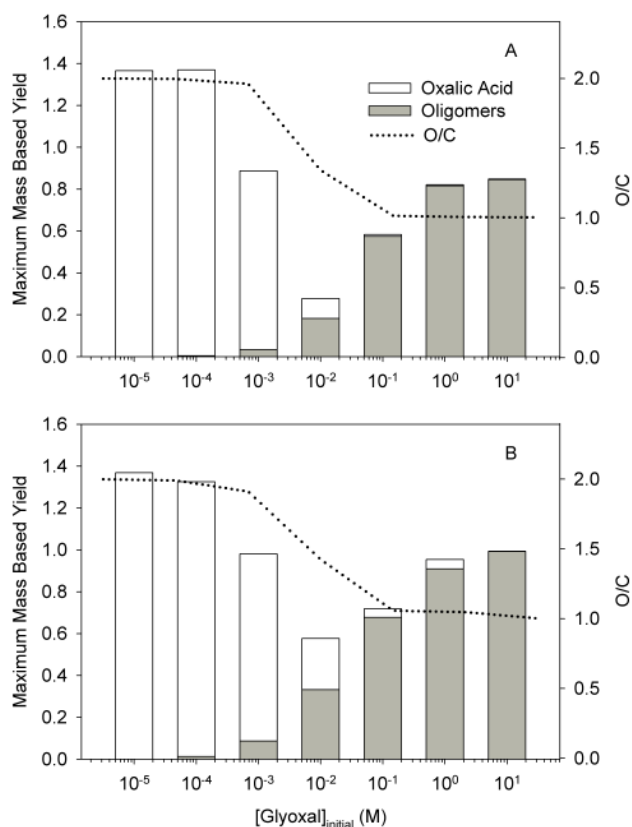 A
Oxalic Acid
Oligomers
O/C
Maximum Mass Based Yield
1.6
1.4
1.2
1.0
0.8
0.6
0.4
0.2
0.0
2.0
1.5
1.0
0.5
0.0
O/C
10⁻⁵ 10⁻⁴ 10⁻³ 10⁻² 10⁻¹ 10⁰ 10¹
B
Maximum Mass Based Yield
1.6
1.4
1.2
1.0
0.8
0.6
0.4
0.2
0.0
2.0
1.5
1.0
0.5
0.0
O/C
10⁻⁵ 10⁻⁴ 10⁻³ 10⁻² 10⁻¹ 10⁰ 10¹
[Glyoxal]initial (M)